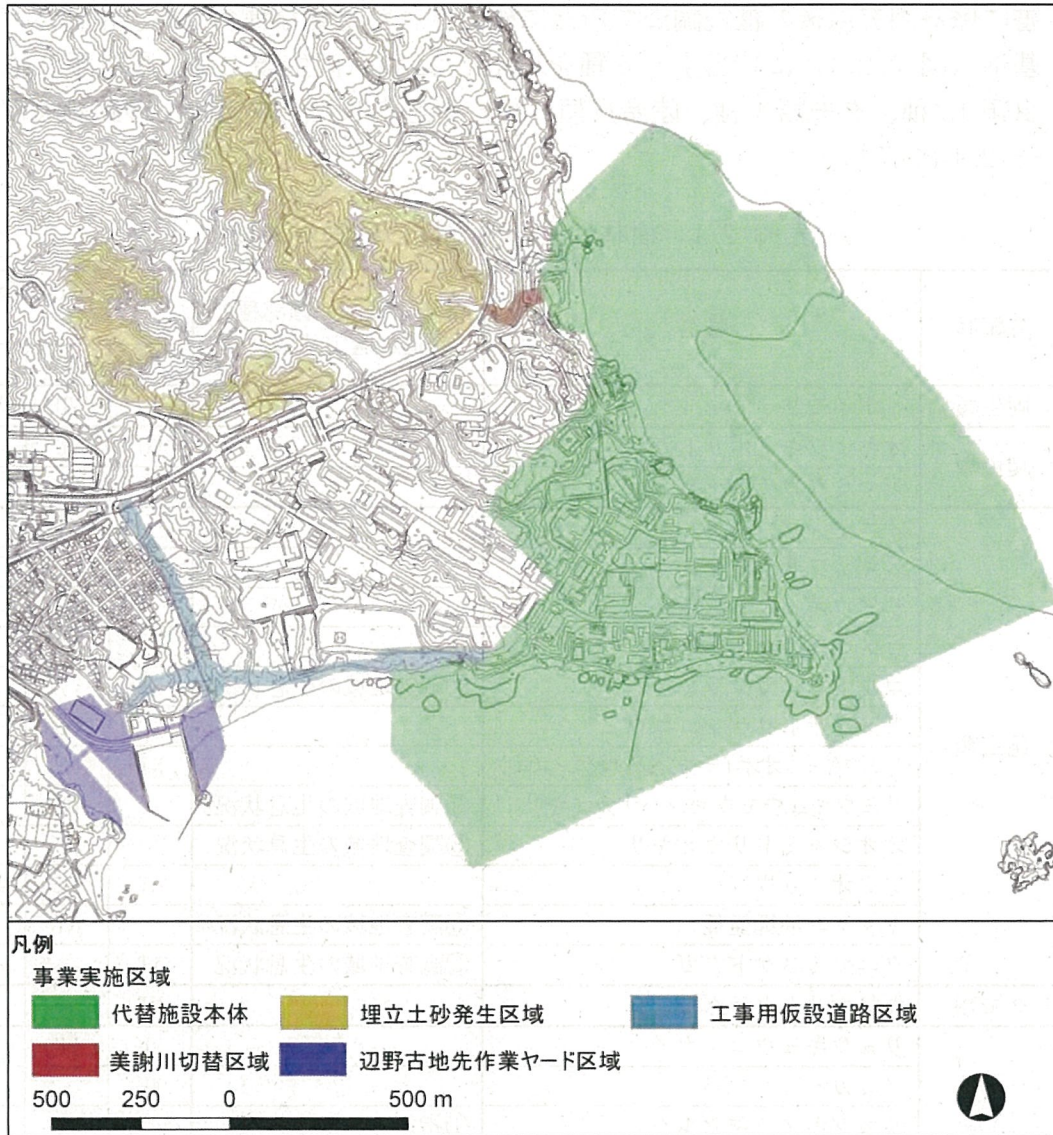 凡例
事業実施区域
代替施設本体
埋立土砂発生区域
工事用仮設道路区域
美謝川切替区域
辺野古地先作業ヤード区域
500 250 0 500 m